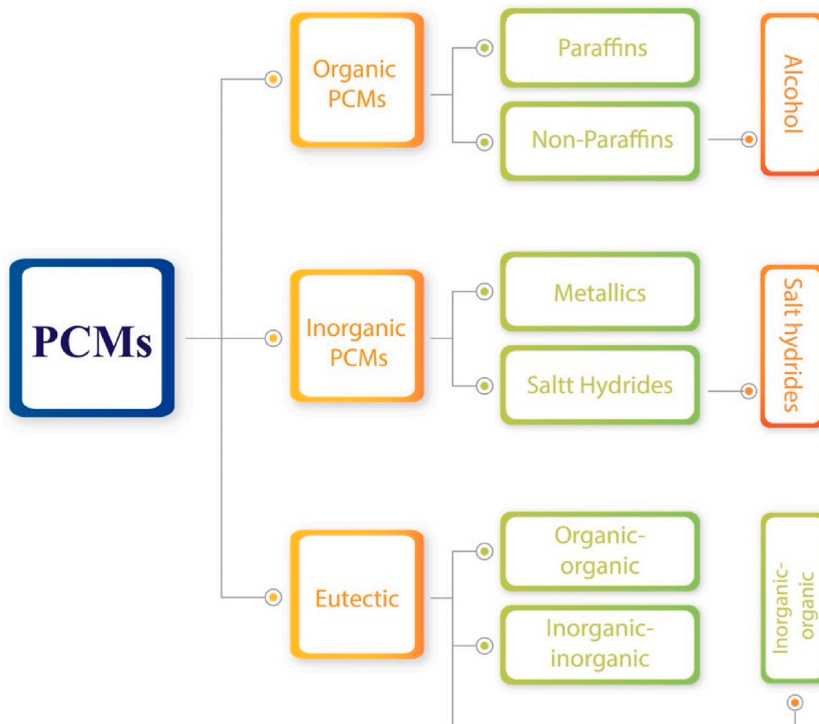 PCMs
Organic
PCMs
Paraffins
Non-Paraffins
Alcohol
Inorganic
PCMs
Metallics
Saltt Hydrides
Salt hydrides
Eutectic
Organic-
organic
Inorganic-
inorganic
Inorganic-
organic